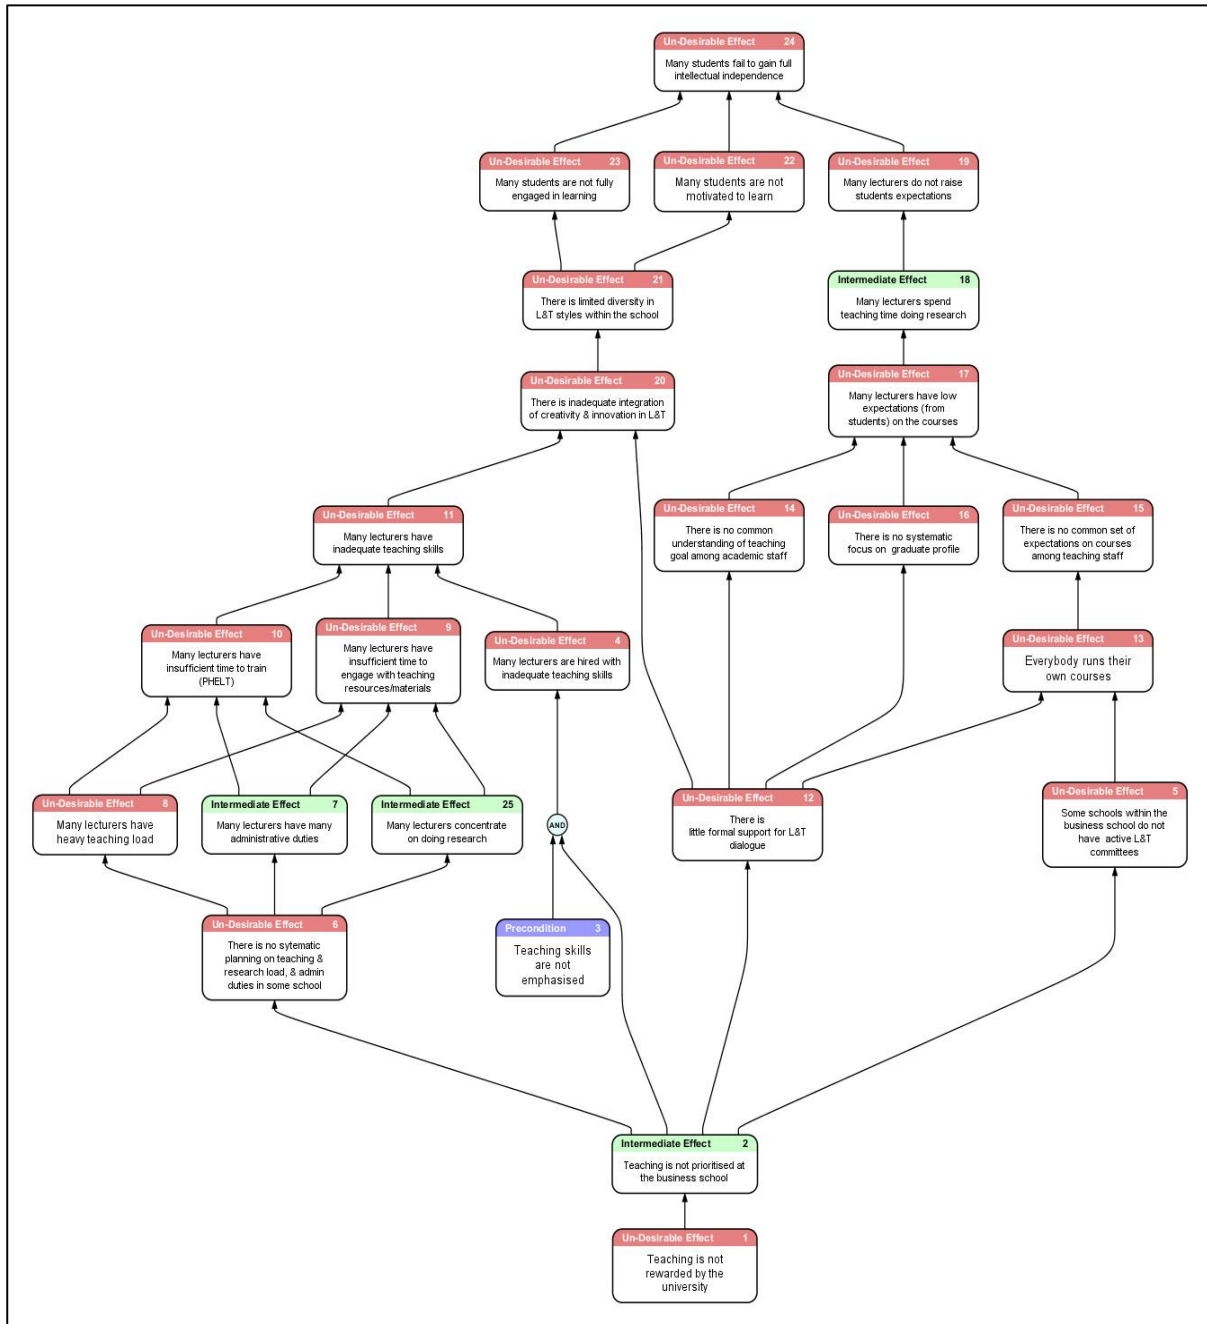 Un-Desirable Effect 24
Many students fail to gain full
intellectual independence
Un-Desirable Effect 23
Many students are not fully
engaged in learning
Un-Desirable Effect 22
Many students are not
motivated to learn
Un-Desirable Effect 19
Many lecturers do not raise
students expectations
Un-Desirable Effect 21
There is limited diversity in
L&T styles within the school
Intermediate Effect 18
Many lecturers spend
teaching time doing research
Un-Desirable Effect 20
There is inadequate integration
of creativity & innovation in L&T
Un-Desirable Effect 17
Many lecturers have low
expectations (from
students) on the courses
Un-Desirable Effect 11
Many lecturers have
inadequate teaching skills
Un-Desirable Effect 14
There is no common
understanding of teaching
goal among academic staff
Un-Desirable Effect 16
There is no systematic
focus on graduate profile
Un-Desirable Effect 15
There is no common set of
expectations on courses
among teaching staff
Un-Desirable Effect 10
Many lecturers have
insufficient time to train
(PHELT)
Un-Desirable Effect 9
Many lecturers have
insufficient time to
engage with teaching
resources/materials
Un-Desirable Effect 4
Many lecturers are hired with
inadequate teaching skills
Un-Desirable Effect 13
Everybody runs their
own courses
Un-Desirable Effect 8
Many lecturers have
heavy teaching load
Intermediate Effect 7
Many lecturers have many
administrative duties
Intermediate Effect 25
Many lecturers concentrate
on doing research
AND
Un-Desirable Effect 12
There is
little formal support for L&T
dialogue
Un-Desirable Effect 5
Some schools within the
business school do not
have active L&T
committees
Un-Desirable Effect 6
There is no sytematic
planning on teaching &
research load, & admin
duties in some school
Precondition 3
Teaching skills
are not
emphasised
Intermediate Effect 2
Teaching is not prioritised at
the business school
Un-Desirable Effect 1
Teaching is not
rewarded by the
university